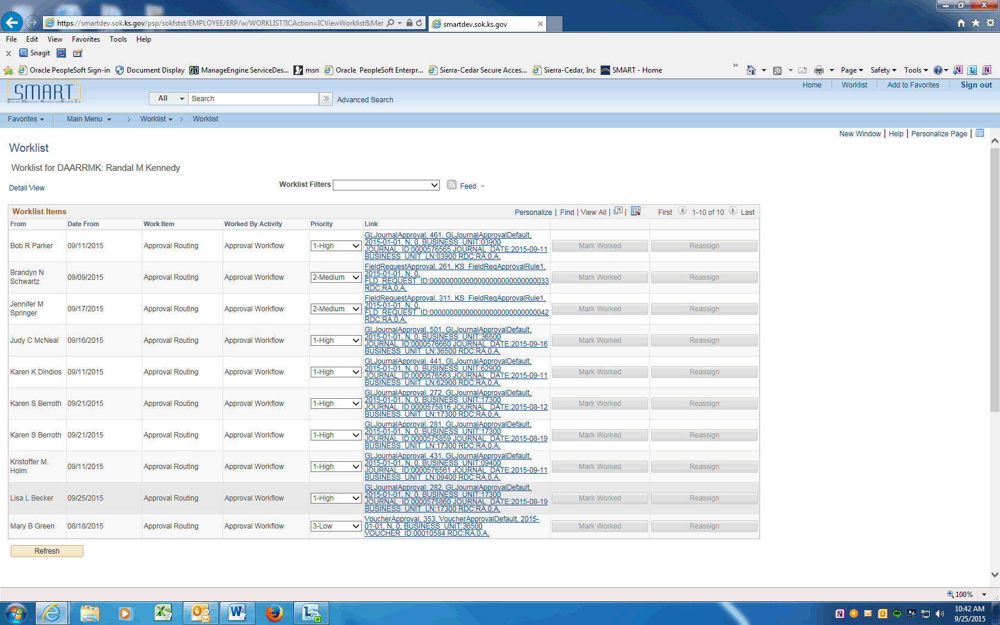 https://smartdev.sok.ks.gov/psp/sokfstst/EMPLOYEE/ERP/w/WORKLIST?ICAction=ICViewWorklist&Mer
smartdev.sok.ks.gov
File Edit View Favorites Tools Help
x Snagit
Oracle PeopleSoft Sign-in Document Display ManageEngine ServiceDes... msn Oracle PeopleSoft Enterpr... Sierra-Cedar Secure Acces... Sierra-Cedar, Inc SMART - Home » Page Safety Tools
SMART
Home Worklist Add to Favorites Sign out
All Search » Advanced Search
Favorites Main Menu > Worklist > Worklist
New Window | Help | Personalize Page |
Worklist
Worklist for DAARRMK: Randal M Kennedy
Detail View Worklist Filters Feed
Worklist Items Personalize | Find | View All | | First 1-10 of 10 Last
From Date From Work Item Worked By Activity Priority Link
Bob R Parker 09/11/2015 Approval Routing Approval Workflow 1-High Mark Worked Reassign
GLJournalApproval, 461, GLJournalApprovalDefault,
2015-01-01, N, 0, BUSINESS_UNIT:03900
JOURNAL_ID:0000576565 JOURNAL_DATE:2015-09-11
BUSINESS_UNIT_LN:03900 RDC:RA,0,A,
Brandyn N
Schwartz 09/09/2015 Approval Routing Approval Workflow 2-Medium Mark Worked Reassign
FieldRequestApproval, 261, KS_FieldReqApprovalRule1,
2015-01-01, N, 0,
FLD_REQUEST_ID:0000000000000000000000000000033
RDC:RA,0,A,
Jennifer M
Springer 09/17/2015 Approval Routing Approval Workflow 2-Medium Mark Worked Reassign
FieldRequestApproval, 311, KS_FieldReqApprovalRule1,
2015-01-01, N, 0,
FLD_REQUEST_ID:0000000000000000000000000000042
RDC:RA,0,A,
Judy C McNeal 09/16/2015 Approval Routing Approval Workflow 1-High Mark Worked Reassign
GLJournalApproval, 501, GLJournalApprovalDefault,
2015-01-01, N, 0, BUSINESS_UNIT:36500
JOURNAL_ID:0000576660 JOURNAL_DATE:2015-09-16
BUSINESS_UNIT_LN:36500 RDC:RA,0,A,
Karen K Dindios 09/11/2015 Approval Routing Approval Workflow 1-High Mark Worked Reassign
GLJournalApproval, 441, GLJournalApprovalDefault,
2015-01-01, N, 0, BUSINESS_UNIT:62900
JOURNAL_ID:0000576563 JOURNAL_DATE:2015-09-11
BUSINESS_UNIT_LN:62900 RDC:RA,0,A,
Karen S Berroth 09/21/2015 Approval Routing Approval Workflow 1-High Mark Worked Reassign
GLJournalApproval, 272, GLJournalApprovalDefault,
2015-01-01, N, 0, BUSINESS_UNIT:17300
JOURNAL_ID:0000575816 JOURNAL_DATE:2015-08-12
BUSINESS_UNIT_LN:17300 RDC:RA,0,A,
Karen S Berroth 09/21/2015 Approval Routing Approval Workflow 1-High Mark Worked Reassign
GLJournalApproval, 281, GLJournalApprovalDefault,
2015-01-01, N, 0, BUSINESS_UNIT:17300
JOURNAL_ID:0000575859 JOURNAL_DATE:2015-08-19
BUSINESS_UNIT_LN:17300 RDC:RA,0,A,
Kristoffer M.
Holm 09/11/2015 Approval Routing Approval Workflow 1-High Mark Worked Reassign
GLJournalApproval, 431, GLJournalApprovalDefault,
2015-01-01, N, 0, BUSINESS_UNIT:09400
JOURNAL_ID:0000576561 JOURNAL_DATE:2015-09-11
BUSINESS_UNIT_LN:09400 RDC:RA,0,A,
Lisa L Becker 09/25/2015 Approval Routing Approval Workflow 1-High Mark Worked Reassign
GLJournalApproval, 282, GLJournalApprovalDefault,
2015-01-01, N, 0, BUSINESS_UNIT:17300
JOURNAL_ID:0000575860 JOURNAL_DATE:2015-08-19
BUSINESS_UNIT_LN:17300 RDC:RA,0,A,
Mary B Green 08/18/2015 Approval Routing Approval Workflow 3-Low Mark Worked Reassign
VoucherApproval, 353, VoucherApprovalDefault, 2015-
01-01, N, 0, BUSINESS_UNIT:36500
VOUCHER_ID:00010584 RDC:RA,0,A,
Refresh
100%
10:42 AM
9/25/2015